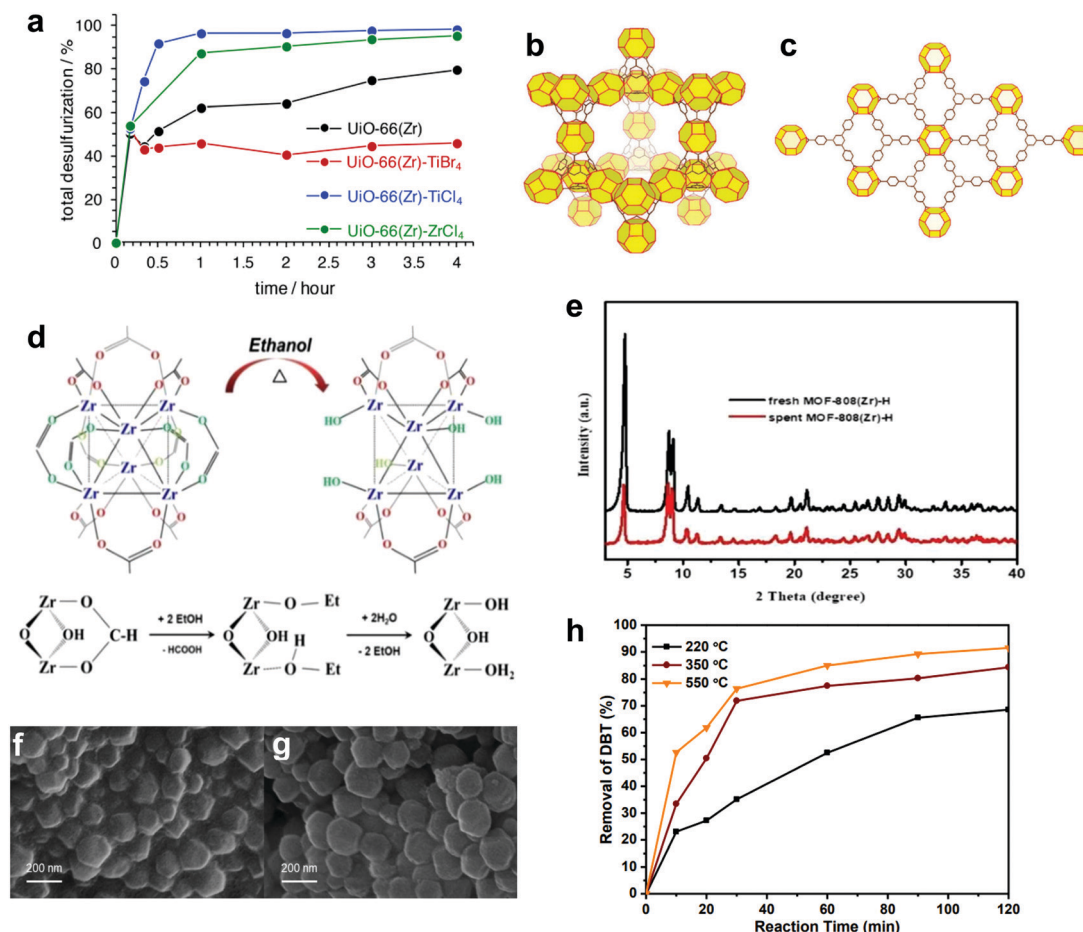 a
total desulfurization / %
100
80
60
40
20
0
UiO-66(Zr)
UiO-66(Zr)-TiBr4
UiO-66(Zr)-TiCl4
UiO-66(Zr)-ZrCl4
0 0.5 1 2 3 4
time / hour
b
c
d
Ethanol
△
O O O O
Zr Zr
O O
Zr
O O O O
Zr
O O
Zr Zr
O O O O
O O O O
Zr Zr
HO OH
Zr OH
HO Zr
HO Zr Zr OH
O O O O
Zr O
O OH C-H
Zr O
+ 2 EtOH
- HCOOH
Zr O Et
O OH H
Zr O Et
+ 2H2O
- 2 EtOH
Zr OH
O OH
Zr OH2
e
Intensity (a.u.)
fresh MOF-808(Zr)-H
spent MOF-808(Zr)-H
5 10 15 20 25 30 35 40
2 Theta (degree)
f
200 nm
g
200 nm
h
Removal of DBT (%)
100
90
80
70
60
50
40
30
20
10
0
220 °C
350 °C
550 °C
0 20 40 60 80 100 120
Reaction Time (min)